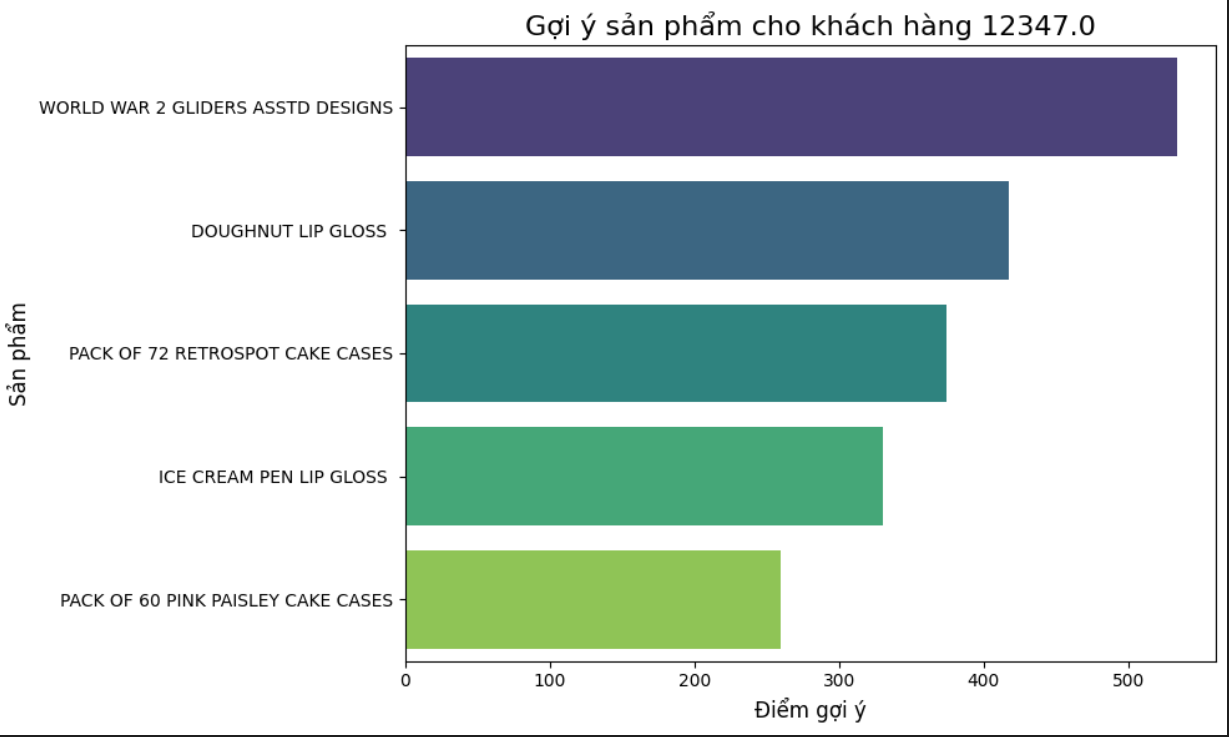 Gợi ý sản phẩm cho khách hàng 12347.0
Sản phẩm
WORLD WAR 2 GLIDERS ASSTD DESIGNS
DOUGHNUT LIP GLOSS
PACK OF 72 RETROSPOT CAKE CASES
ICE CREAM PEN LIP GLOSS
PACK OF 60 PINK PAISLEY CAKE CASES
0 100 200 300 400 500
Điểm gợi ý